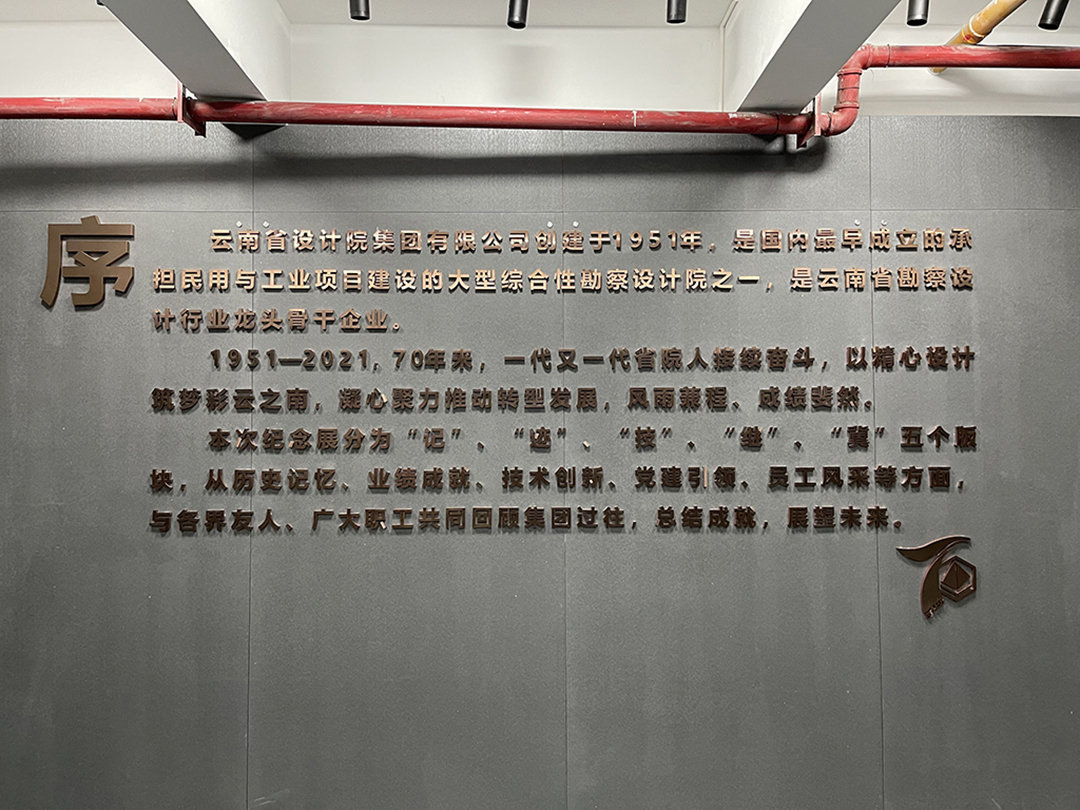 序
云南省设计院集团有限公司创建于1951年，是国内最早成立的承
担民用与工业项目建设的大型综合性勘察设计院之一，是云南省勘察设
计行业龙头骨干企业。
1951—2021，70年来，一代又一代省院人接续奋斗，以精心设计
筑梦彩云之南，凝心聚力推动转型发展，风雨兼程、成绩斐然。
本次纪念展分为“记”、“迹”、“技”、“继”、“冀”五个版
块，从历史记忆、业绩成就、技术创新、党建引领、员工风采等方面，
与各界友人、广大职工共同回顾集团过往，总结成就，展望未来。
70